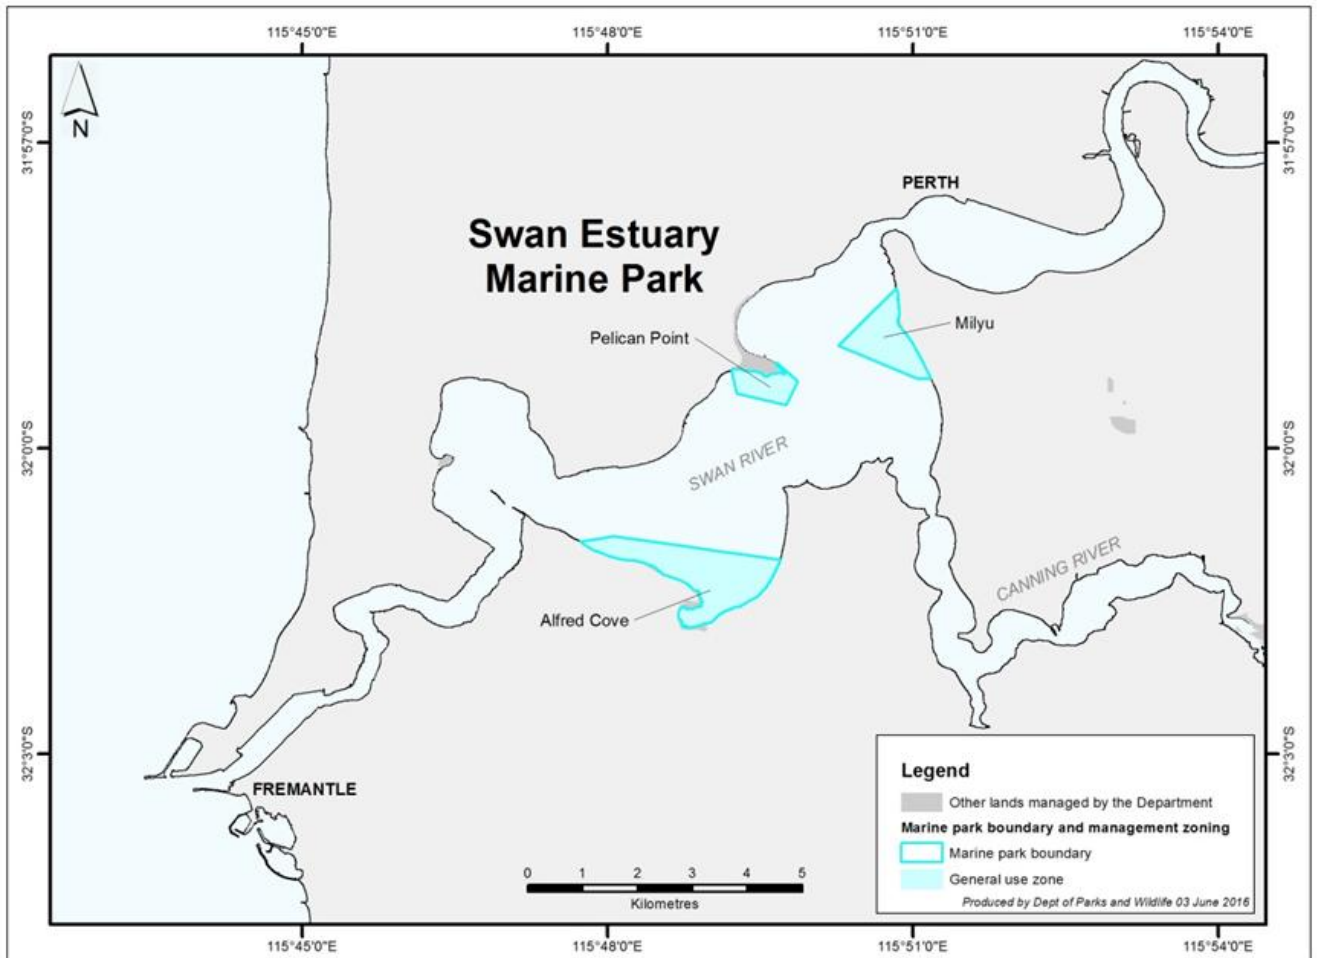 115°45'0"E
115°48'0"E
115°51'0"E
115°54'0"E
N
31°57'0"S
31°57'0"S
PERTH
Swan Estuary
Marine Park
Milyu
Pelican Point
SWAN RIVER
32°0'0"S
32°0'0"S
CANNING RIVER
Alfred Cove
32°3'0"S
32°3'0"S
FREMANTLE
0 1 2 3 4 5
Kilometres
Legend
Other lands managed by the Department
Marine park boundary and management zoning
Marine park boundary
General use zone
Produced by Dept of Parks and Wildlife 03 June 2016
115°45'0"E
115°48'0"E
115°51'0"E
115°54'0"E